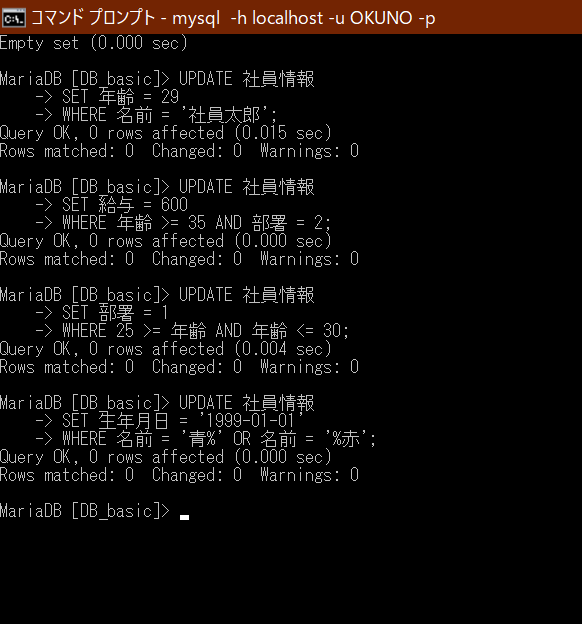 コマンド プロンプト - mysql  -h localhost -u OKUNO -p
Empty set (0.000 sec)
MariaDB [DB_basic]> UPDATE 社員情報
    -> SET 年齢 = 29
    -> WHERE 名前 = '社員太郎';
Query OK, 0 rows affected (0.015 sec)
Rows matched: 0  Changed: 0  Warnings: 0
MariaDB [DB_basic]> UPDATE 社員情報
    -> SET 給与 = 600
    -> WHERE 年齢 >= 35 AND 部署 = 2;
Query OK, 0 rows affected (0.000 sec)
Rows matched: 0  Changed: 0  Warnings: 0
MariaDB [DB_basic]> UPDATE 社員情報
    -> SET 部署 = 1
    -> WHERE 25 >= 年齢 AND 年齢 <= 30;
Query OK, 0 rows affected (0.004 sec)
Rows matched: 0  Changed: 0  Warnings: 0
MariaDB [DB_basic]> UPDATE 社員情報
    -> SET 生年月日 = '1999-01-01'
    -> WHERE 名前 = '青%' OR 名前 = '%赤';
Query OK, 0 rows affected (0.000 sec)
Rows matched: 0  Changed: 0  Warnings: 0
MariaDB [DB_basic]>